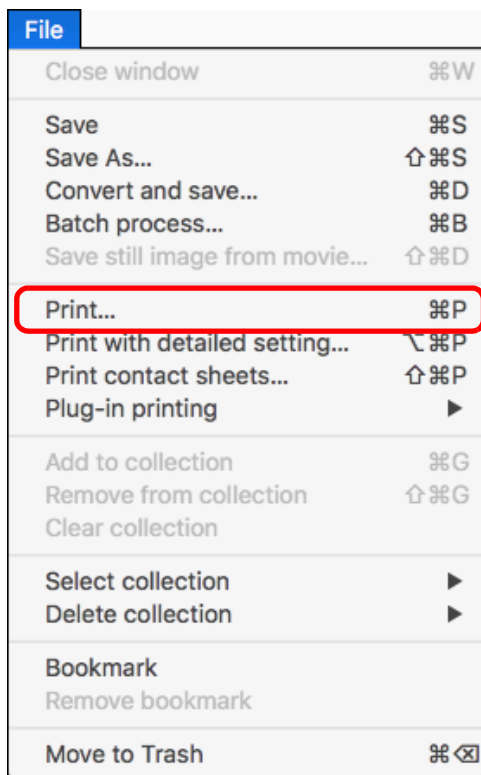 File
Close window ⌘W
Save ⌘S
Save As... ⇧⌘S
Convert and save... ⌘D
Batch process... ⌘B
Save still image from movie... ⇧⌘D
Print... ⌘P
Print with detailed setting... ⌥⌘P
Print contact sheets... ⇧⌘P
Plug-in printing ▶
Add to collection ⌘G
Remove from collection ⇧⌘G
Clear collection
Select collection ▶
Delete collection ▶
Bookmark
Remove bookmark
Move to Trash ⌘⌫